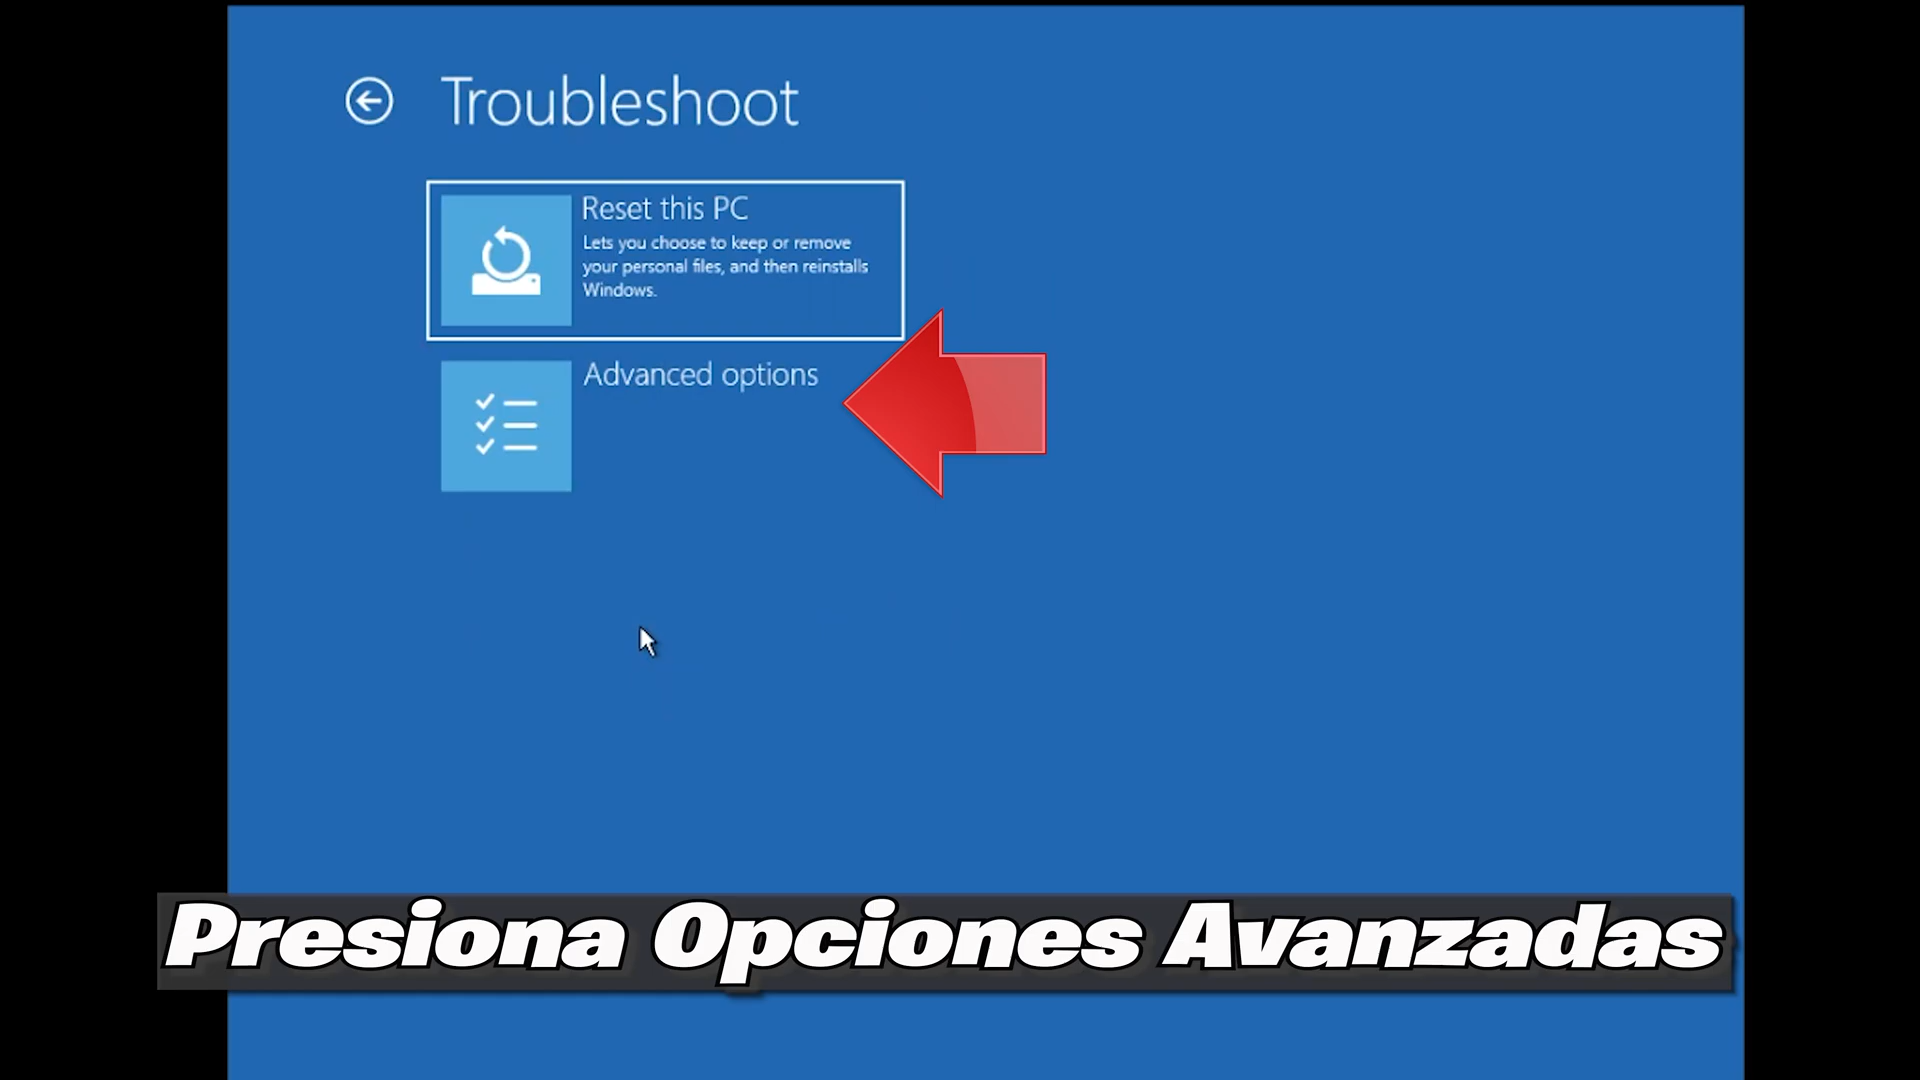 Troubleshoot
Reset this PC
Lets you choose to keep or remove
your personal files, and then reinstalls
Windows.
Advanced options
Presiona Opciones Avanzadas